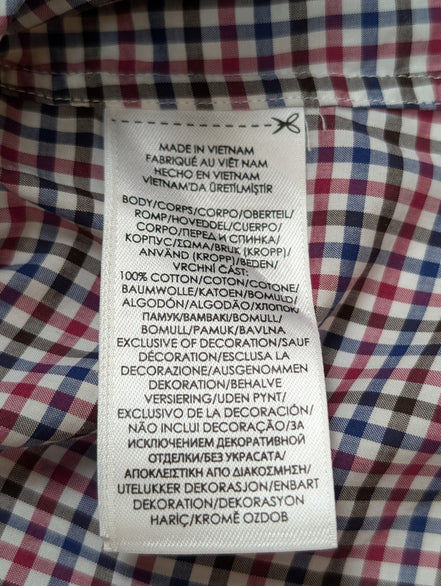 MADE IN VIETNAM
FABRIQUÉ AU VIÊT NAM
HECHO EN VIETNAM
VIETNAM'DA ÜRETİLMİŞTİR
BODY/CORPS/CORPO/OBERTEIL/
ROMP/HOVEDDEL/CUERPO/
CORPO/ПЕРЕД И СПИНКА/
КОРПУС/ΣΩΜΑ/BRUK (KROPP)/
ANVÄND (KROPP)/BEDEN/
VRCHNÍ ČÁST:
100% COTTON/COTON/COTONE/
BAUMWOLLE/KATOEN/BOMULD/
ALGODÓN/ALGODÃO/ХЛОПОК/
ПАМУК/ΒΑΜΒΑΚΙ/BOMULL/
BOMULL/PAMUK/BAVLNA
EXCLUSIVE OF DECORATION/SAUF
DÉCORATION/ESCLUSA LA
DECORAZIONE/AUSGENOMMEN
DEKORATION/BEHALVE
VERSIERING/UDEN PYNT/
EXCLUSIVO DE LA DECORACIÓN/
NÃO INCLUI DECORAÇÃO/ЗА
ИСКЛЮЧЕНИЕМ ДЕКОРАТИВНОЙ
ОТДЕЛКИ/БЕЗ УКРАСАТА/
ΑΠΟΚΛΕΙΣΤΙΚΗ ΑΠΟ ΔΙΑΚΟΣΜΗΣΗ/
UTELUKKER DEKORASJON/ENBART
DEKORATION/DEKORASYON
HARİÇ/KROMĚ OZDOB